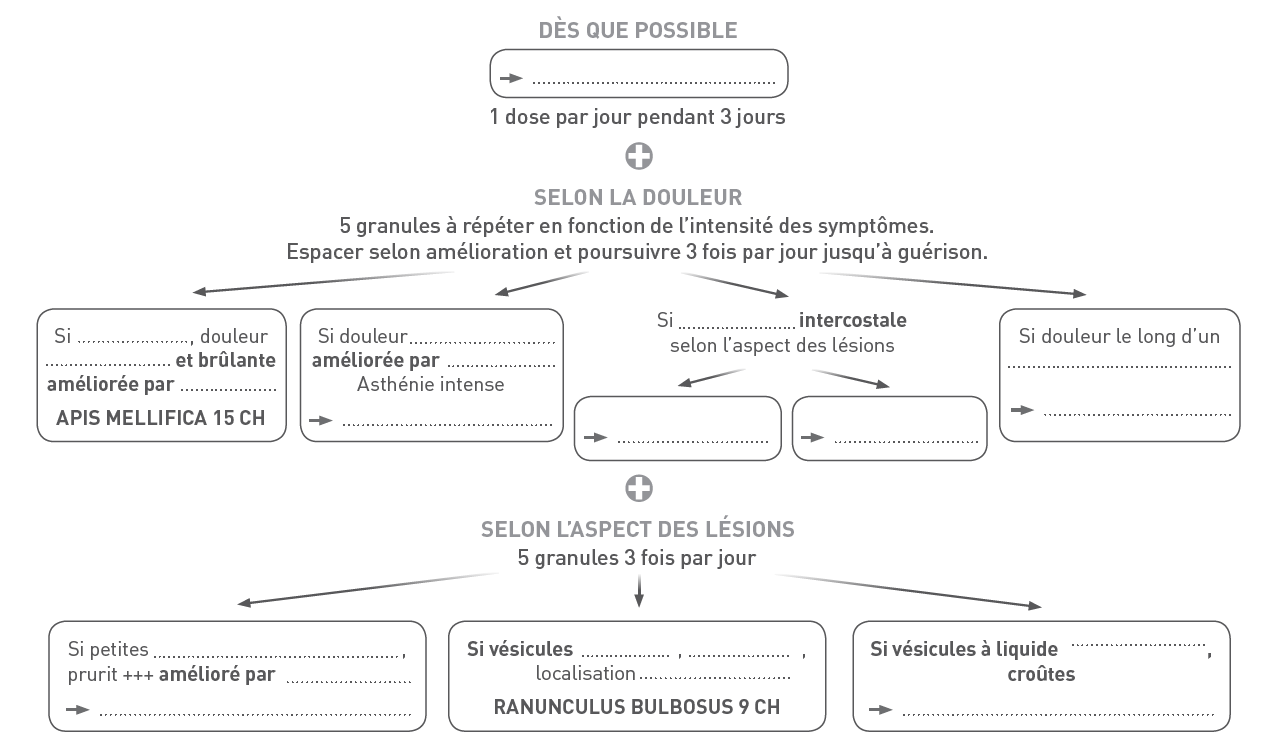 DÈS QUE POSSIBLE
➔ ........................................
1 dose par jour pendant 3 jours
SELON LA DOULEUR
5 granules à répéter en fonction de l’intensité des symptômes.
Espacer selon amélioration et poursuivre 3 fois par jour jusqu’à guérison.
Si ...................., douleur
...................... et brûlante
améliorée par .................
APIS MELLIFICA 15 CH
Si douleur.........................
améliorée par ...................
Asthénie intense
➔ ...................................
Si .................... intercostale
selon l’aspect des lésions
➔ .........................
➔ .........................
Si douleur le long d’un
......................................
➔ ................................
SELON L’ASPECT DES LÉSIONS
5 granules 3 fois par jour
Si petites .........................................,
prurit +++ amélioré par .....................
➔ ....................................................
Si vésicules ..............., ................. ,
localisation.........................
RANUNCULUS BULBOSUS 9 CH
Si vésicules à liquide ......................,
croûtes
➔ ....................................................